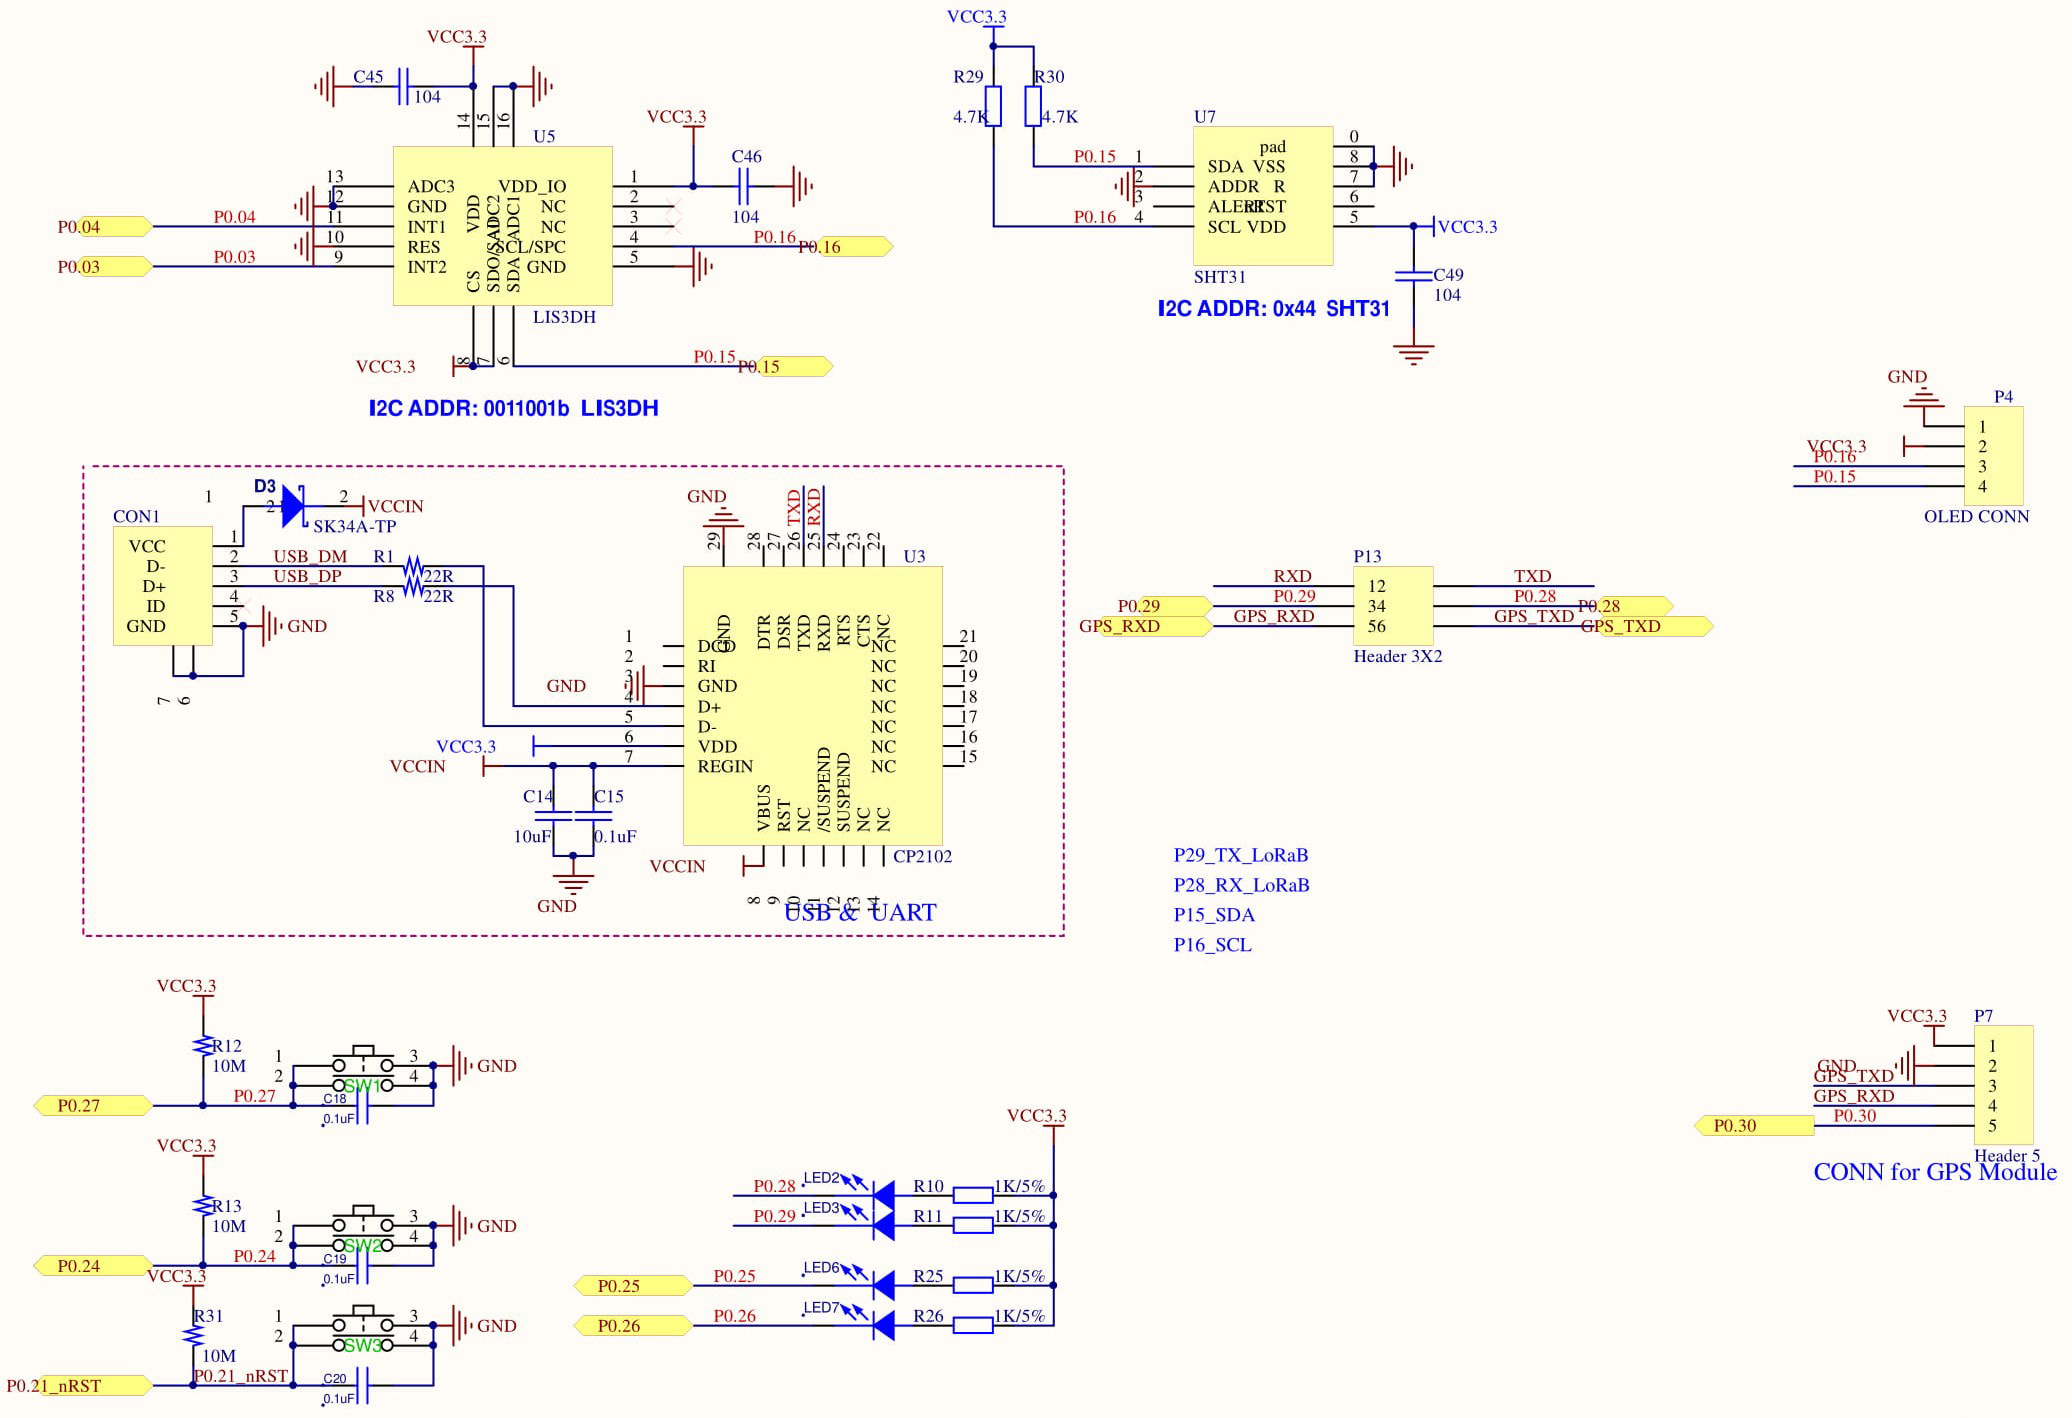 VCC3.3
C45
104
14
15
16
U5
13
12
11
10
9
ADC3
GND
INT1
RES
INT2
VDD
SDO/SA0
ADC2
ADC1
CS
SDA
VDD_IO
NC
NC
SCL/SPC
GND
1
2
3
4
5
VCC3.3
C46
104
P0.04
P0.04
P0.03
P0.03
P0.16
P0.16
LIS3DH
VCC3.3
8
7
6
P0.15
P0.15
I2C ADDR: 0011001b  LIS3DH
VCC3.3
R29
R30
4.7K
4.7K
U7
P0.15
P0.16
1
2
3
4
SDA
ADDR
ALERT
SCL
pad
VSS
R
RST
VDD
0
8
7
6
5
VCC3.3
C49
104
SHT31
I2C ADDR: 0x44  SHT31
GND
P4
VCC3.3
P0.16
P0.15
1
2
3
4
OLED CONN
D3
1
2
2
VCCIN
SK34A-TP
CON1
VCC
D-
D+
ID
GND
1
2
3
4
5
7
6
USB_DM
USB_DP
R1
22R
R8
22R
GND
GND
TXD
RXD
29
28
27
26
25
24
23
22
U3
GND
DTR
DSR
TXD
RXD
RTS
CTS
NC
1
2
3
4
5
6
7
DCD
RI
GND
D+
D-
VDD
REGIN
NC
NC
NC
NC
NC
NC
NC
21
20
19
18
17
16
15
GND
VCC3.3
VCCIN
C14
10uF
C15
0.1uF
GND
VBUS
RST
NC
/SUSPEND
SUSPEND
NC
NC
VCCIN
CP2102
8
9
10
11
12
13
14
USB &  UART
P13
RXD
12
TXD
P0.29
P0.29
34
P0.28
P0.28
GPS_RXD
GPS_RXD
56
GPS_TXD
GPS_TXD
Header 3X2
P29_TX_LoRaB
P28_RX_LoRaB
P15_SDA
P16_SCL
VCC3.3
R12
10M
P0.27
P0.27
1
2
3
4
SW1
C18
0.1uF
GND
VCC3.3
R13
10M
P0.24
P0.24
1
2
3
4
SW2
C19
0.1uF
GND
VCC3.3
R31
10M
P0.21_nRST
P0.21_nRST
1
2
3
4
SW3
C20
0.1uF
GND
VCC3.3
P0.28
LED2
R10
1K/5%
P0.29
LED3
R11
1K/5%
P0.25
P0.25
LED6
R25
1K/5%
P0.26
P0.26
LED7
R26
1K/5%
VCC3.3
P7
GND
GPS_TXD
GPS_RXD
P0.30
P0.30
1
2
3
4
5
Header 5
CONN for GPS Module